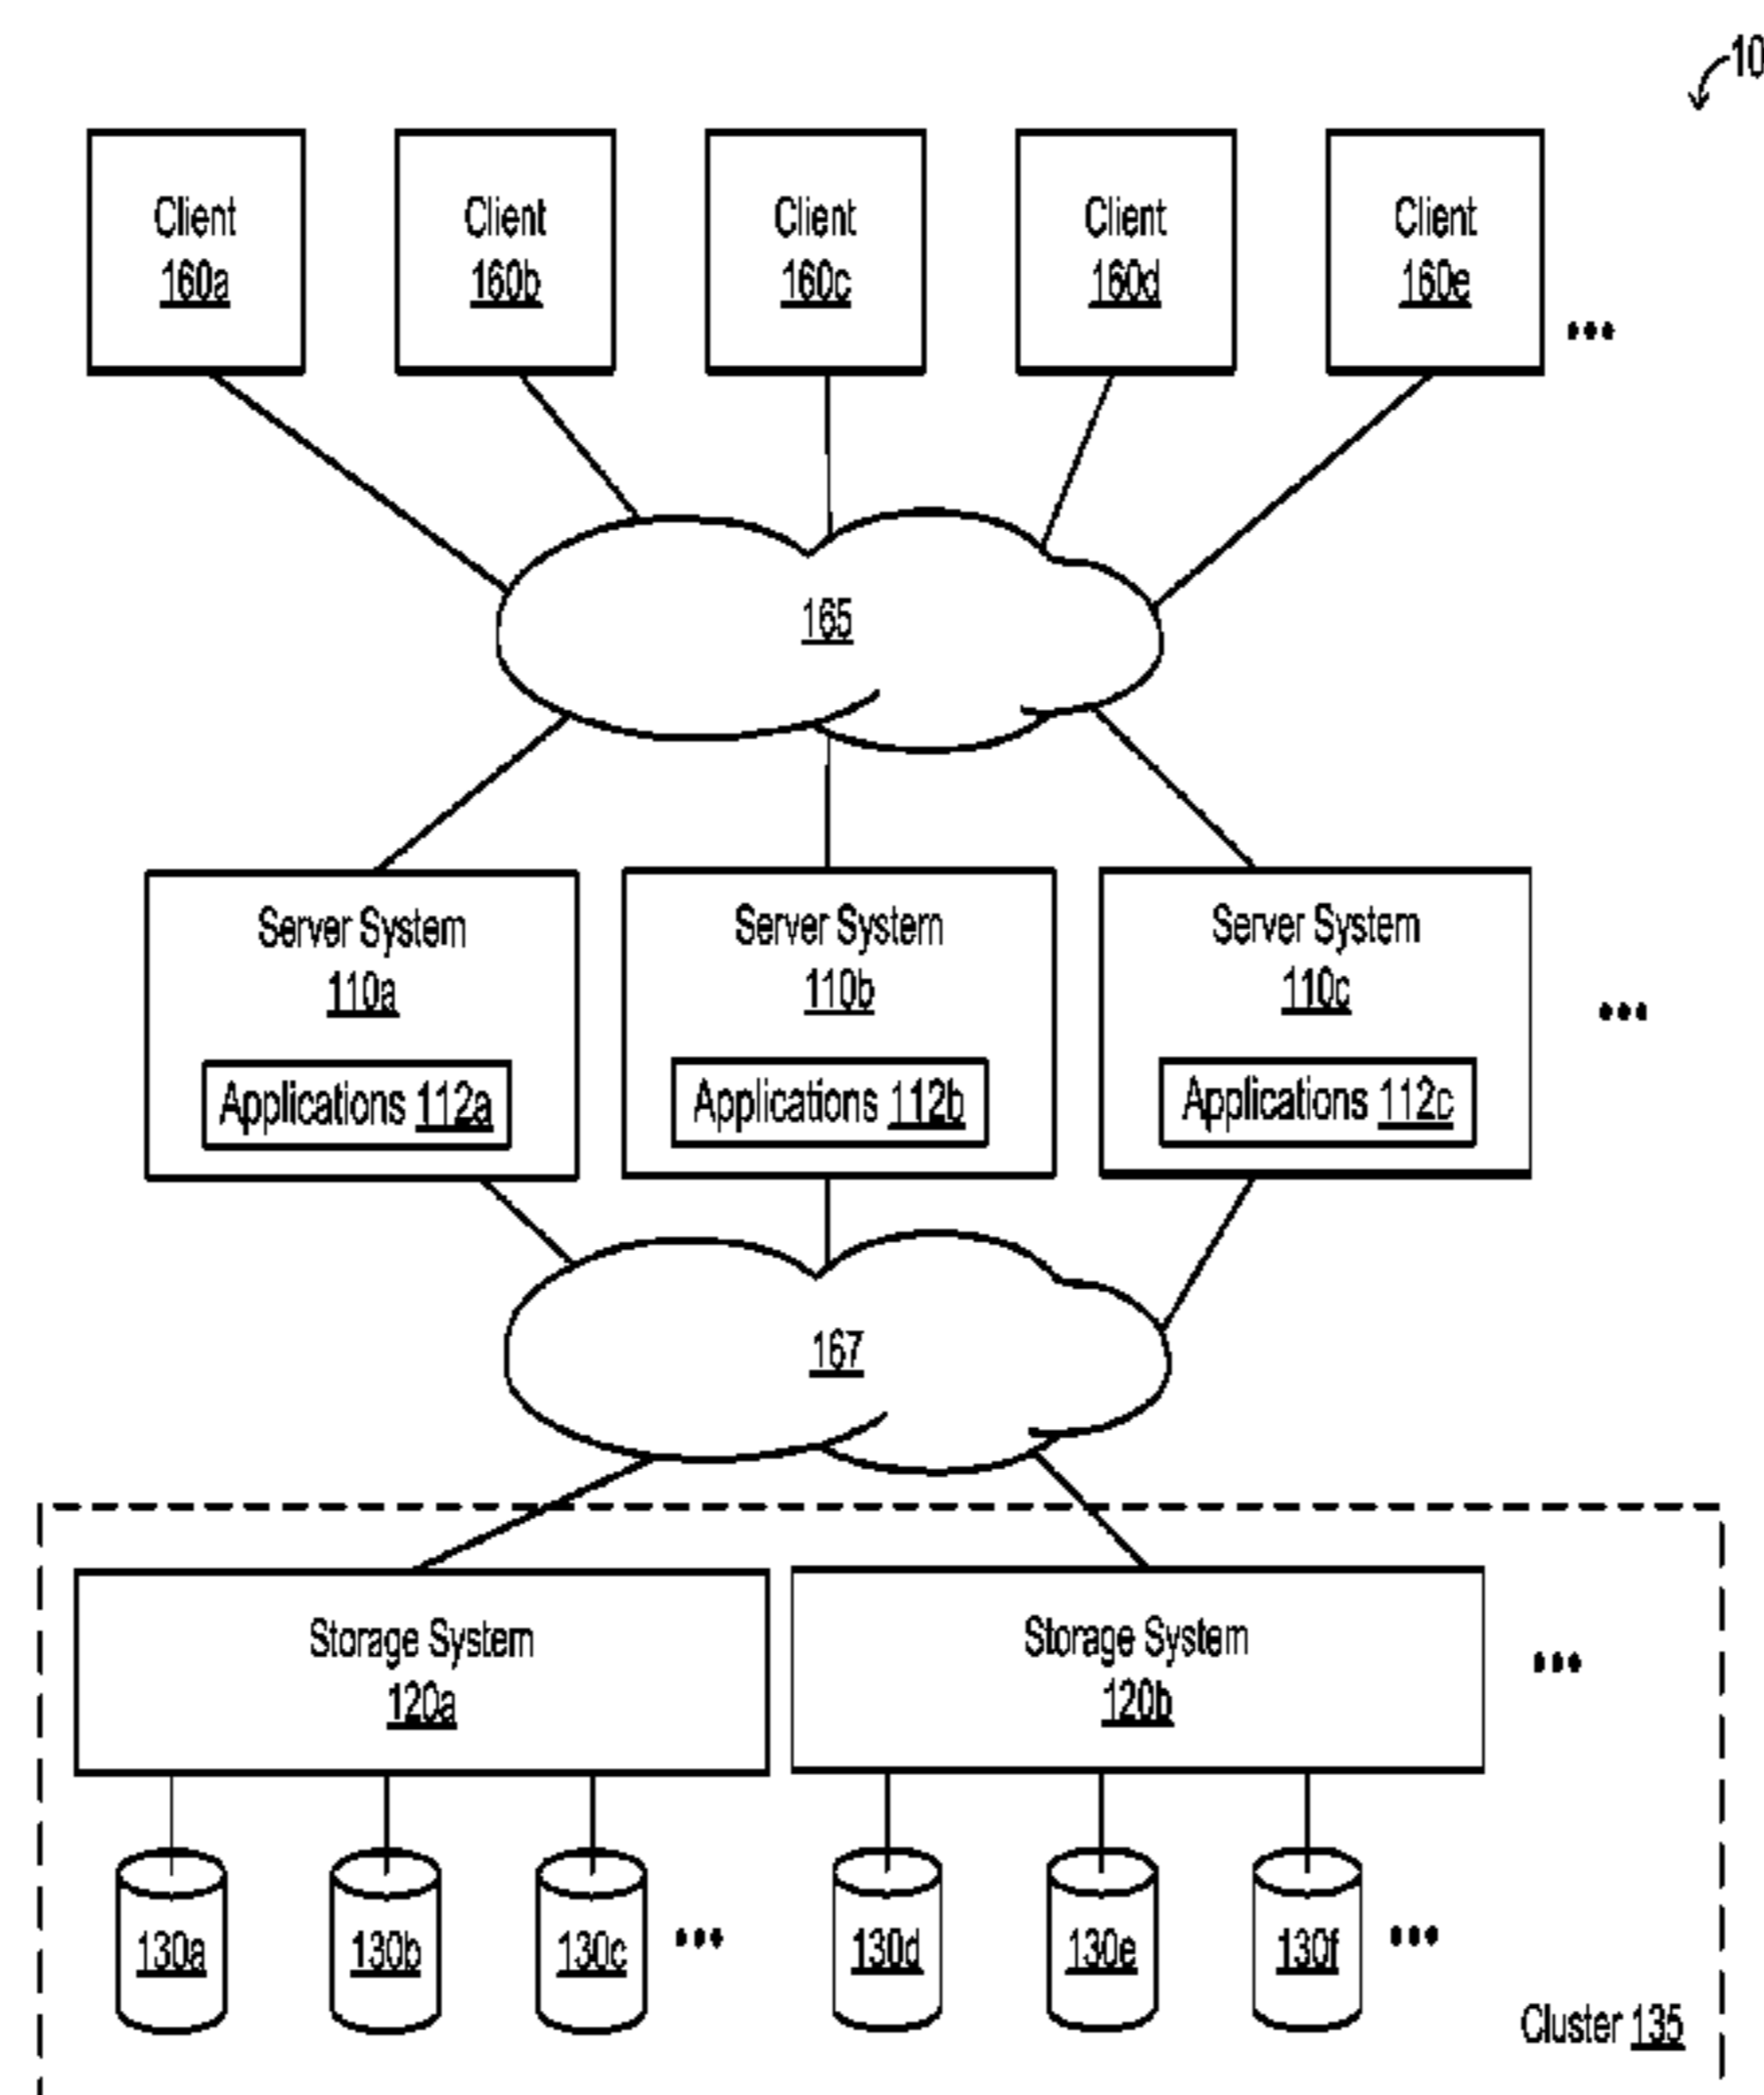 10
Client
160a
Client
160b
Client
160c
Client
160d
Client
160e
...
165
Server System
110a
Applications 112a
Server System
110b
Applications 112b
Server System
110c
Applications 112c
...
167
Storage System
120a
Storage System
120b
...
130a
130b
130c
...
130d
130e
130f
...
Cluster 135